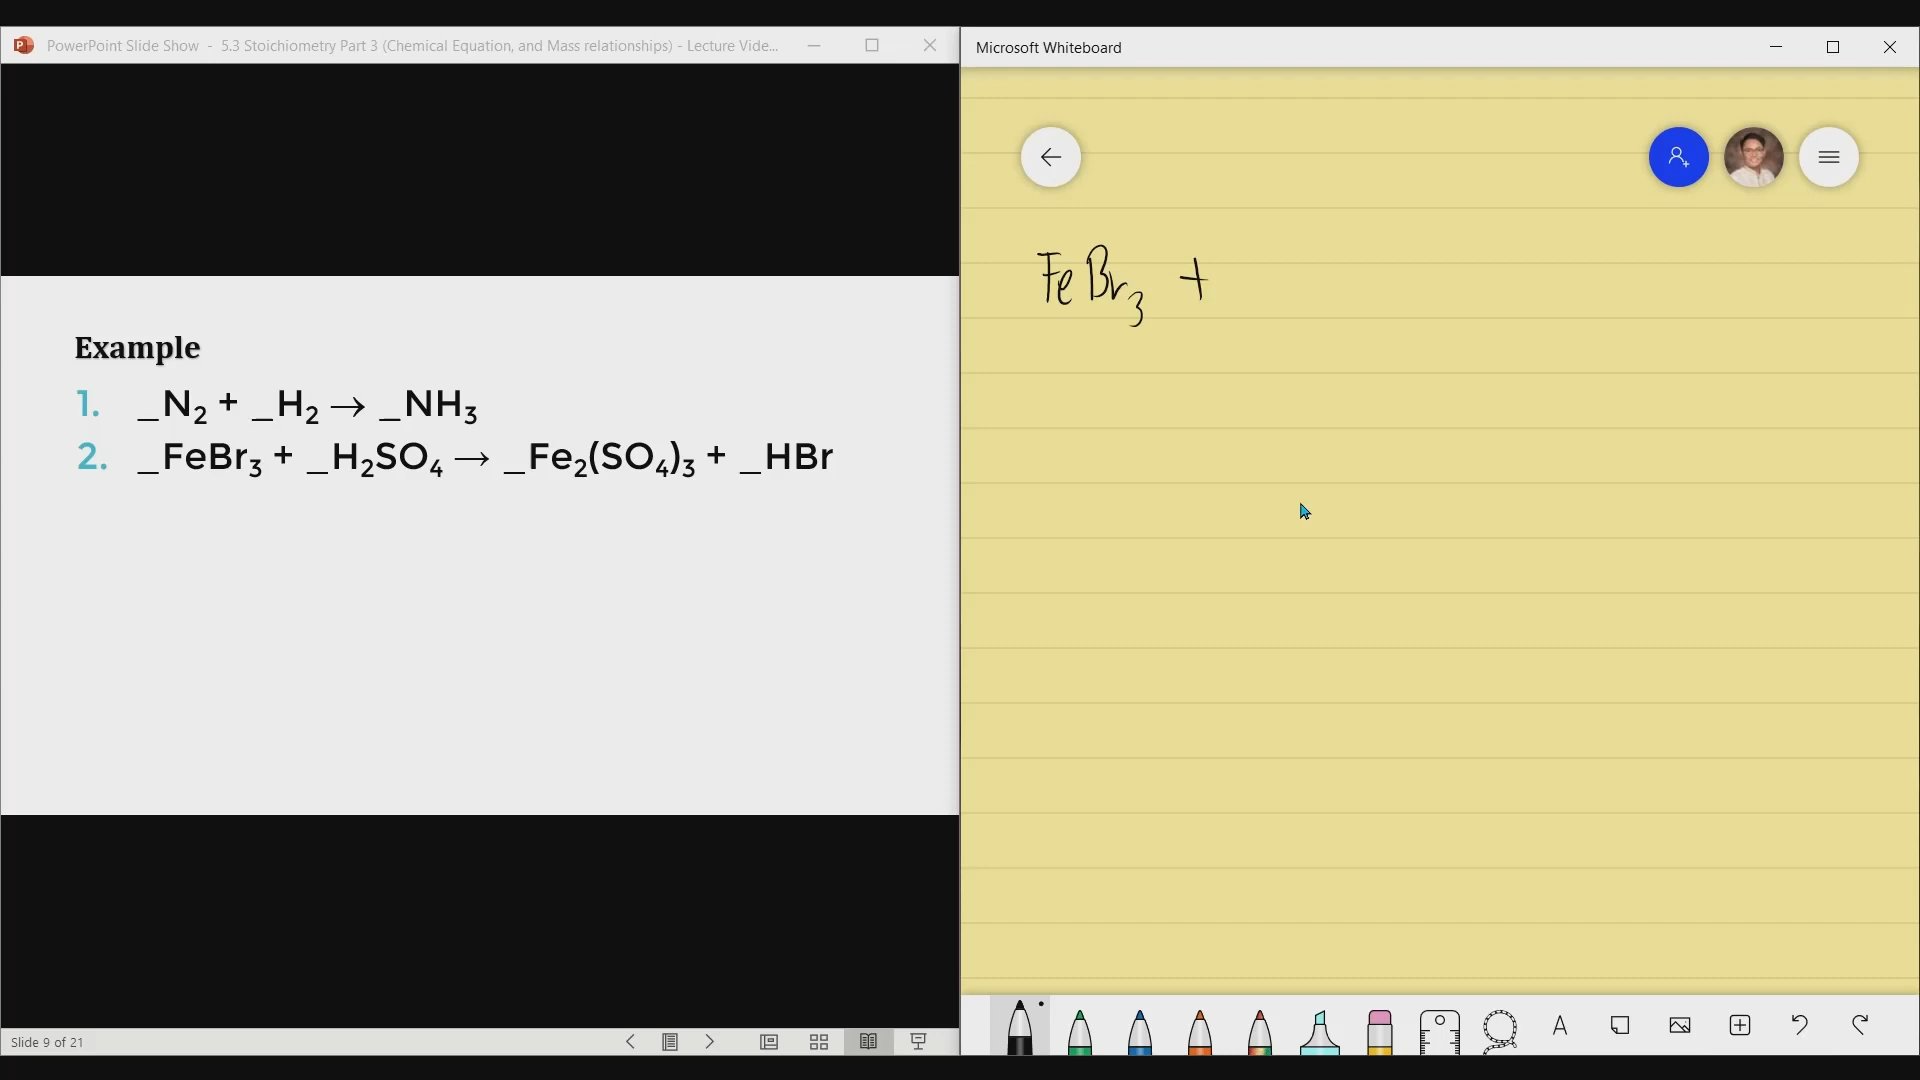 PowerPoint Slide Show - 5.3 Stoichiometry Part 3 (Chemical Equation, and Mass relationships) - Lecture Vide...
Example
1. _N₂ + _H₂ → _NH₃
2. _FeBr₃ + _H₂SO₄ → _Fe₂(SO₄)₃ + _HBr
Slide 9 of 21
Microsoft Whiteboard
FeBr₃ +